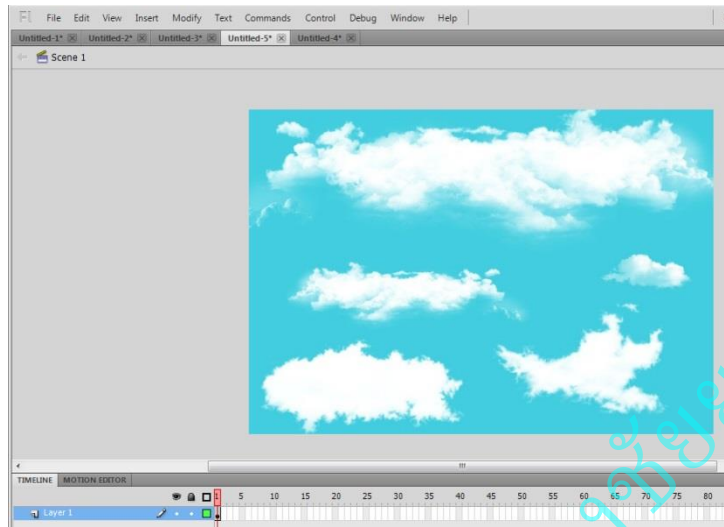 Fl File Edit View Insert Modify Text Commands Control Debug Window Help
Untitled-1* Untitled-2* Untitled-3* Untitled-5* Untitled-4*
Scene 1
TIMELINE MOTION EDITOR
1 5 10 15 20 25 30 35 40 45 50 55 60 65 70 75 80
Layer 1